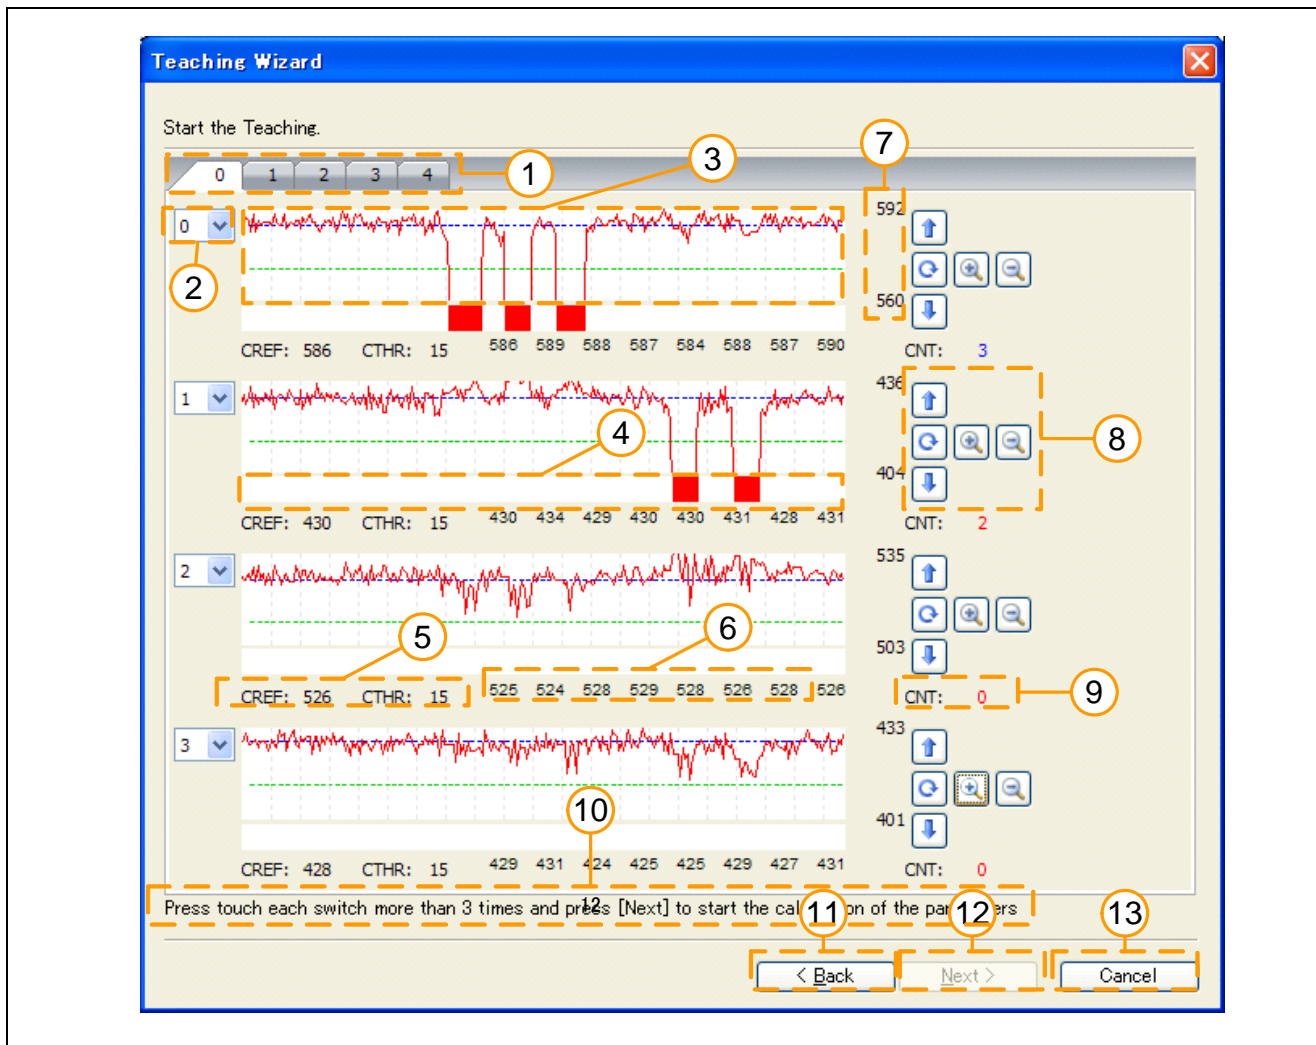 Teaching Wizard
Start the Teaching.
0 1 2 3 4
1
3
7
0
2
592
560
CREF: 586 CTHR: 15 586 589 588 587 584 588 587 590 CNT: 3
1
4
436
404
8
CREF: 430 CTHR: 15 430 434 429 430 430 431 428 431 CNT: 2
2
5
6
535
503
CREF: 526 CTHR: 15 525 524 528 529 528 526 528 526 CNT: 0
9
3
10
433
401
CREF: 428 CTHR: 15 429 431 424 425 425 429 427 431 CNT: 0
Press touch each switch more than 3 times and press [Next] to start the cal on of the par ers
12
11
12
13
< Back Next > Cancel